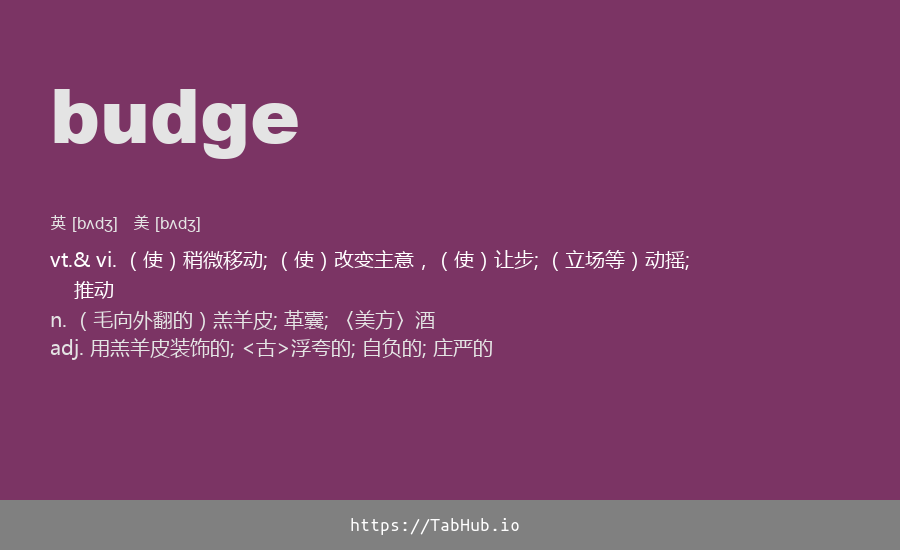 budge
英 [bʌdʒ] 美 [bʌdʒ]
vt.& vi. （使）稍微移动; （使）改变主意，（使）让步; （立场等）动摇;
推动
n. （毛向外翻的）羔羊皮; 革囊; 〈美方〉酒
adj. 用羔羊皮装饰的; <古>浮夸的; 自负的; 庄严的
https://TabHub.io